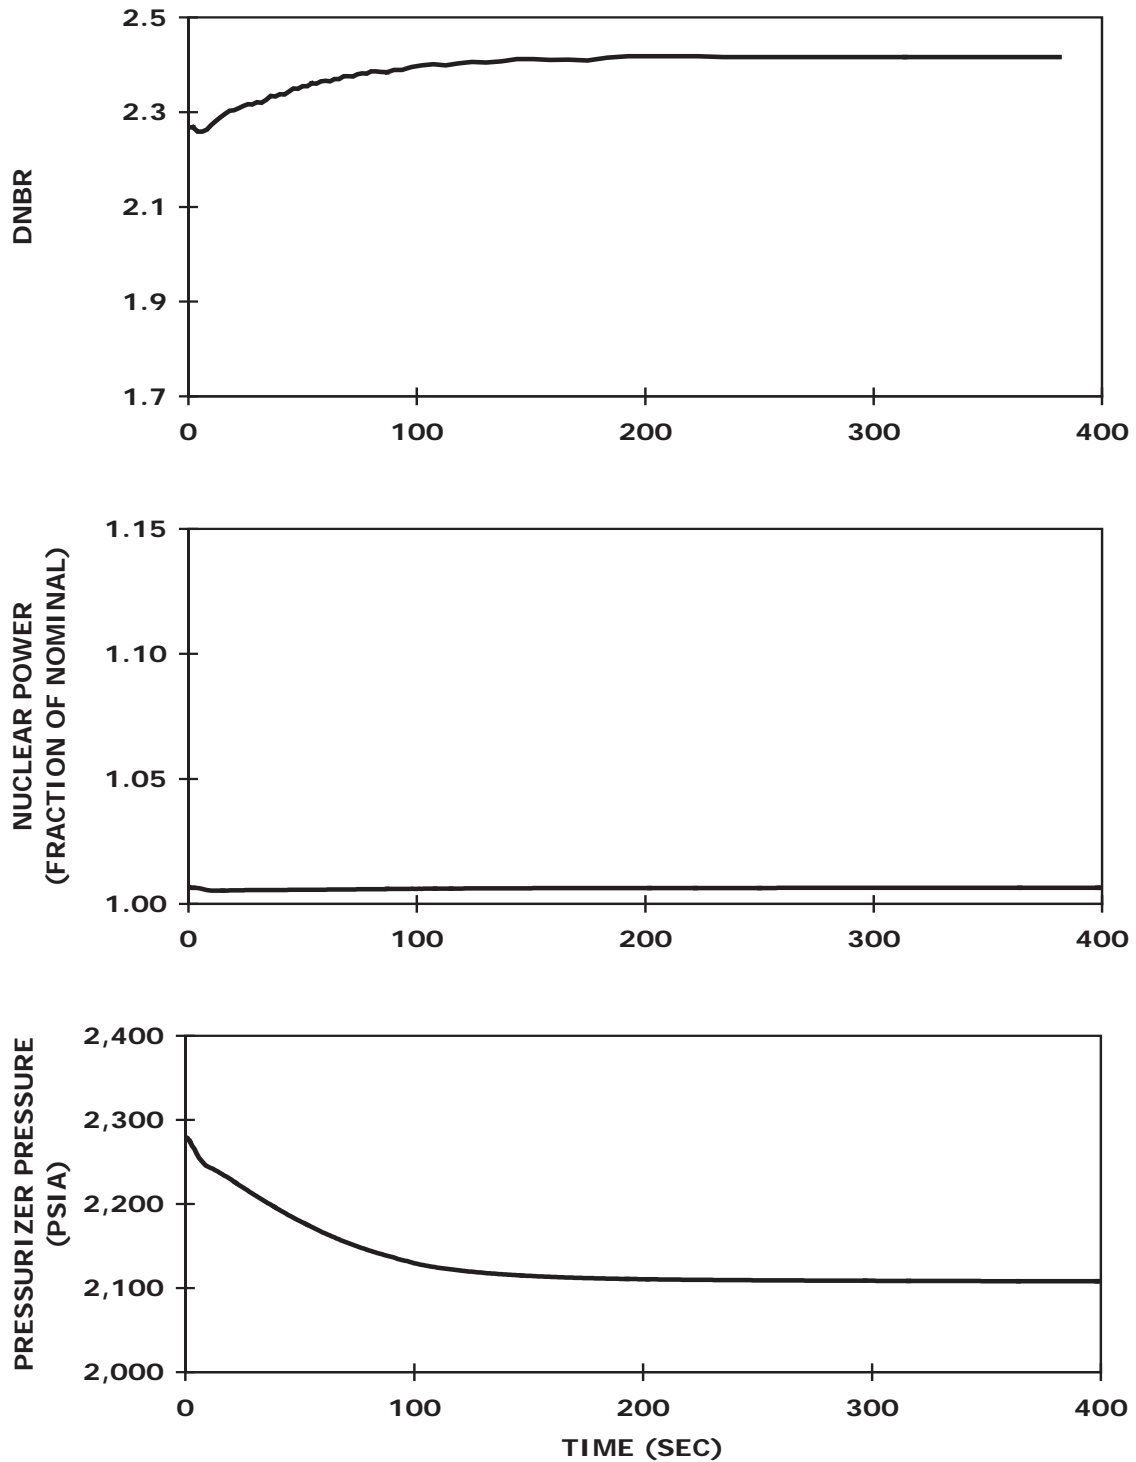 DNBR
2.5
2.3
2.1
1.9
1.7
0 100 200 300 400
NUCLEAR POWER
(FRACTION OF NOMINAL)
1.15
1.10
1.05
1.00
0 100 200 300 400
PRESSURIZER PRESSURE
(PSIA)
2,400
2,300
2,200
2,100
2,000
0 100 200 300 400
TIME (SEC)